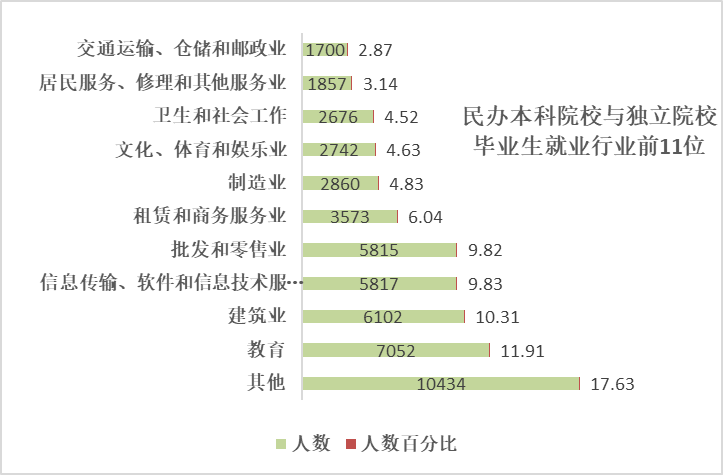 交通运输、仓储和邮政业 1700 2.87
居民服务、修理和其他服务业 1857 3.14
卫生和社会工作 2676 4.52
文化、体育和娱乐业 2742 4.63
制造业 2860 4.83
租赁和商务服务业 3573 6.04
批发和零售业 5815 9.82
信息传输、软件和信息技术服… 5817 9.83
建筑业 6102 10.31
教育 7052 11.91
其他 10434 17.63
民办本科院校与独立院校
毕业生就业行业前11位
人数 人数百分比